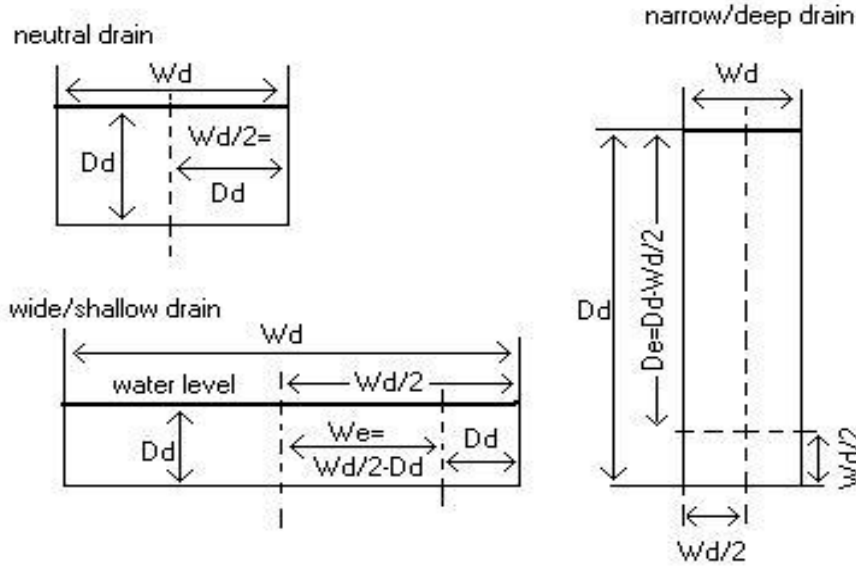 neutral drain
Wd
Wd/2=
Dd
Dd
wide/shallow drain
Wd
water level
Wd/2
Dd
We=
Wd/2-Dd
Dd
narrow/deep drain
Wd
Dd
De=Dd-Wd/2
Wd/2
Wd/2